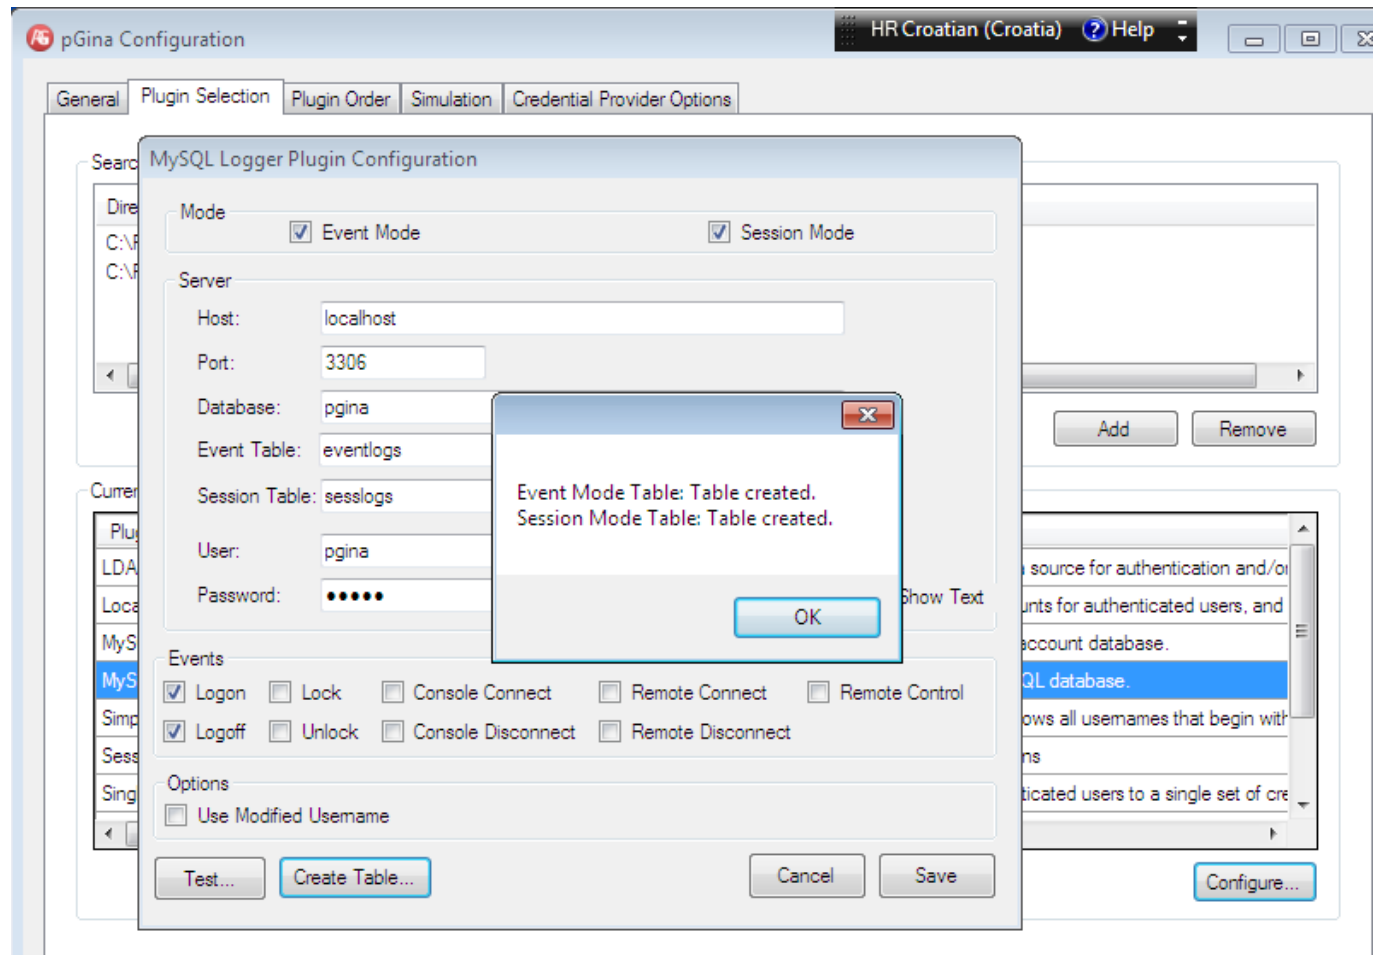 pGina Configuration
HR Croatian (Croatia) Help
General Plugin Selection Plugin Order Simulation Credential Provider Options
MySQL Logger Plugin Configuration
Mode
Event Mode Session Mode
Server
Host: localhost
Port: 3306
Database: pgina
Event Table: eventlogs
Session Table: sesslogs
User: pgina
Password: •••••
Show Text
Event Mode Table: Table created.
Session Mode Table: Table created.
OK
Add Remove
source for authentication and/or
unts for authenticated users, and
account database.
QL database.
ows all usernames that begin with
ns
ticated users to a single set of cre
Events
Logon Lock Console Connect Remote Connect Remote Control
Logoff Unlock Console Disconnect Remote Disconnect
Options
Use Modified Username
Test... Create Table... Cancel Save
Configure...